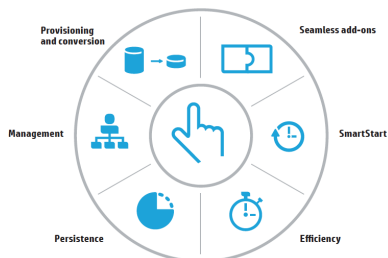 Provisioning
and conversion
Seamless add-ons
Management
SmartStart
Persistence
Efficiency